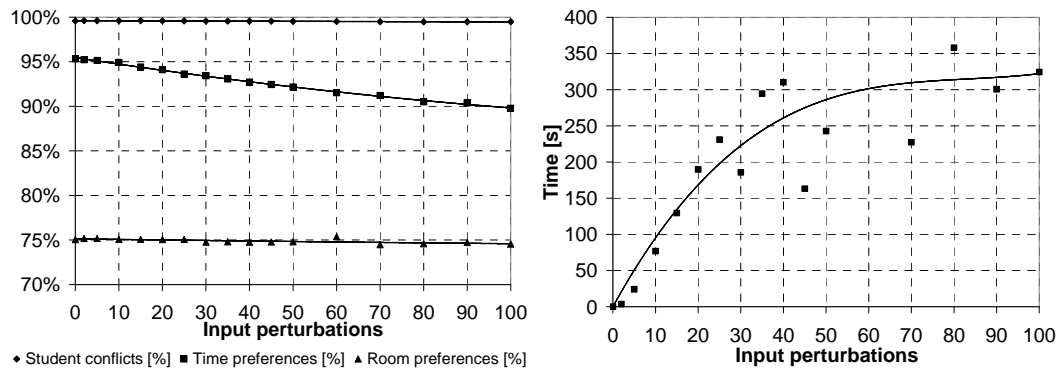 100%
95%
90%
85%
80%
75%
70%
0 10 20 30 40 50 60 70 80 90 100
Input perturbations
Student conflicts [%] Time preferences [%] Room preferences [%]
Time [s]
400
350
300
250
200
150
100
50
0
0 10 20 30 40 50 60 70 80 90 100
Input perturbations